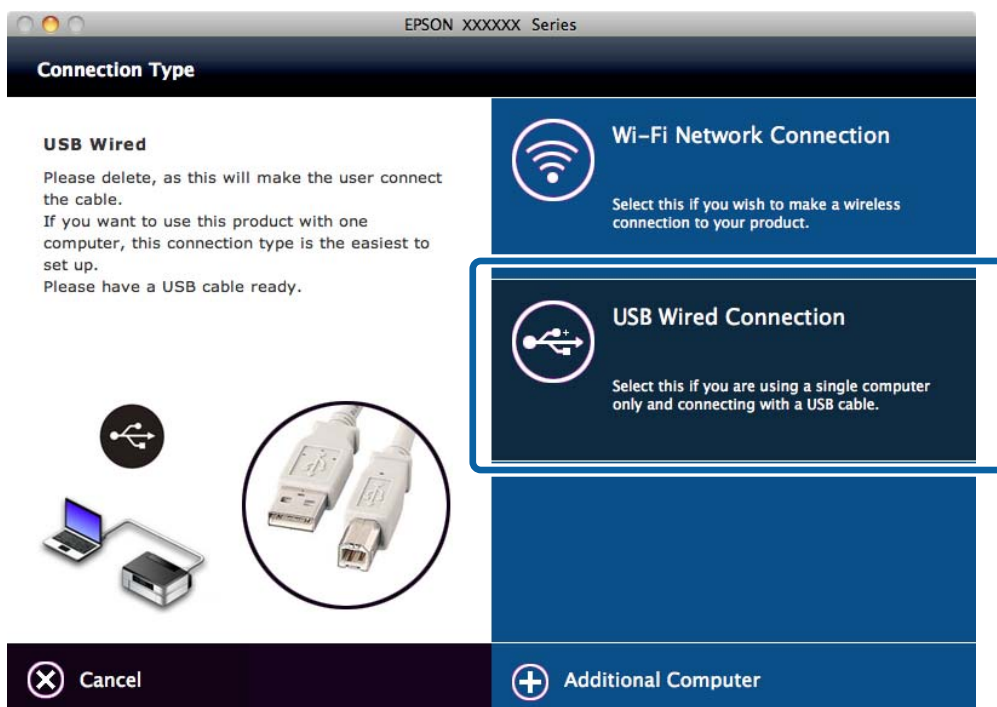 EPSON XXXXXX Series
Connection Type
USB Wired
Please delete, as this will make the user connect
the cable.
If you want to use this product with one
computer, this connection type is the easiest to
set up.
Please have a USB cable ready.
Wi-Fi Network Connection
Select this if you wish to make a wireless
connection to your product.
USB Wired Connection
Select this if you are using a single computer
only and connecting with a USB cable.
Cancel
Additional Computer